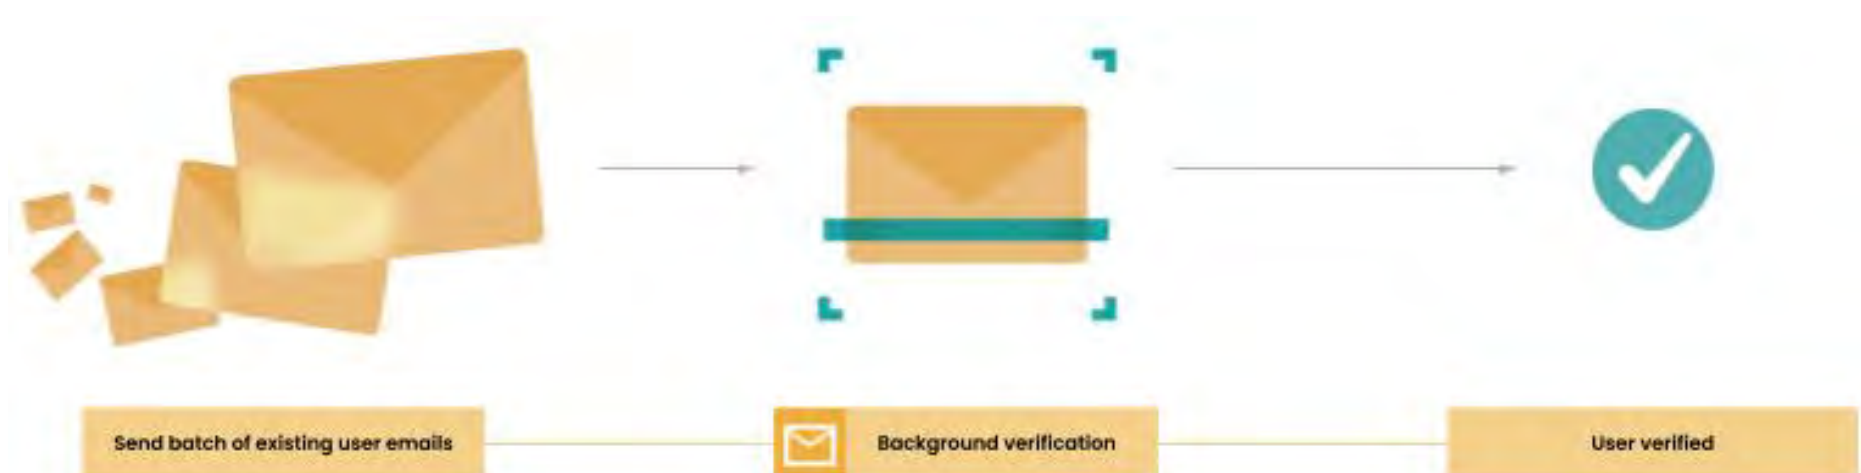 Send batch of existing user emails
Background verification
User verified